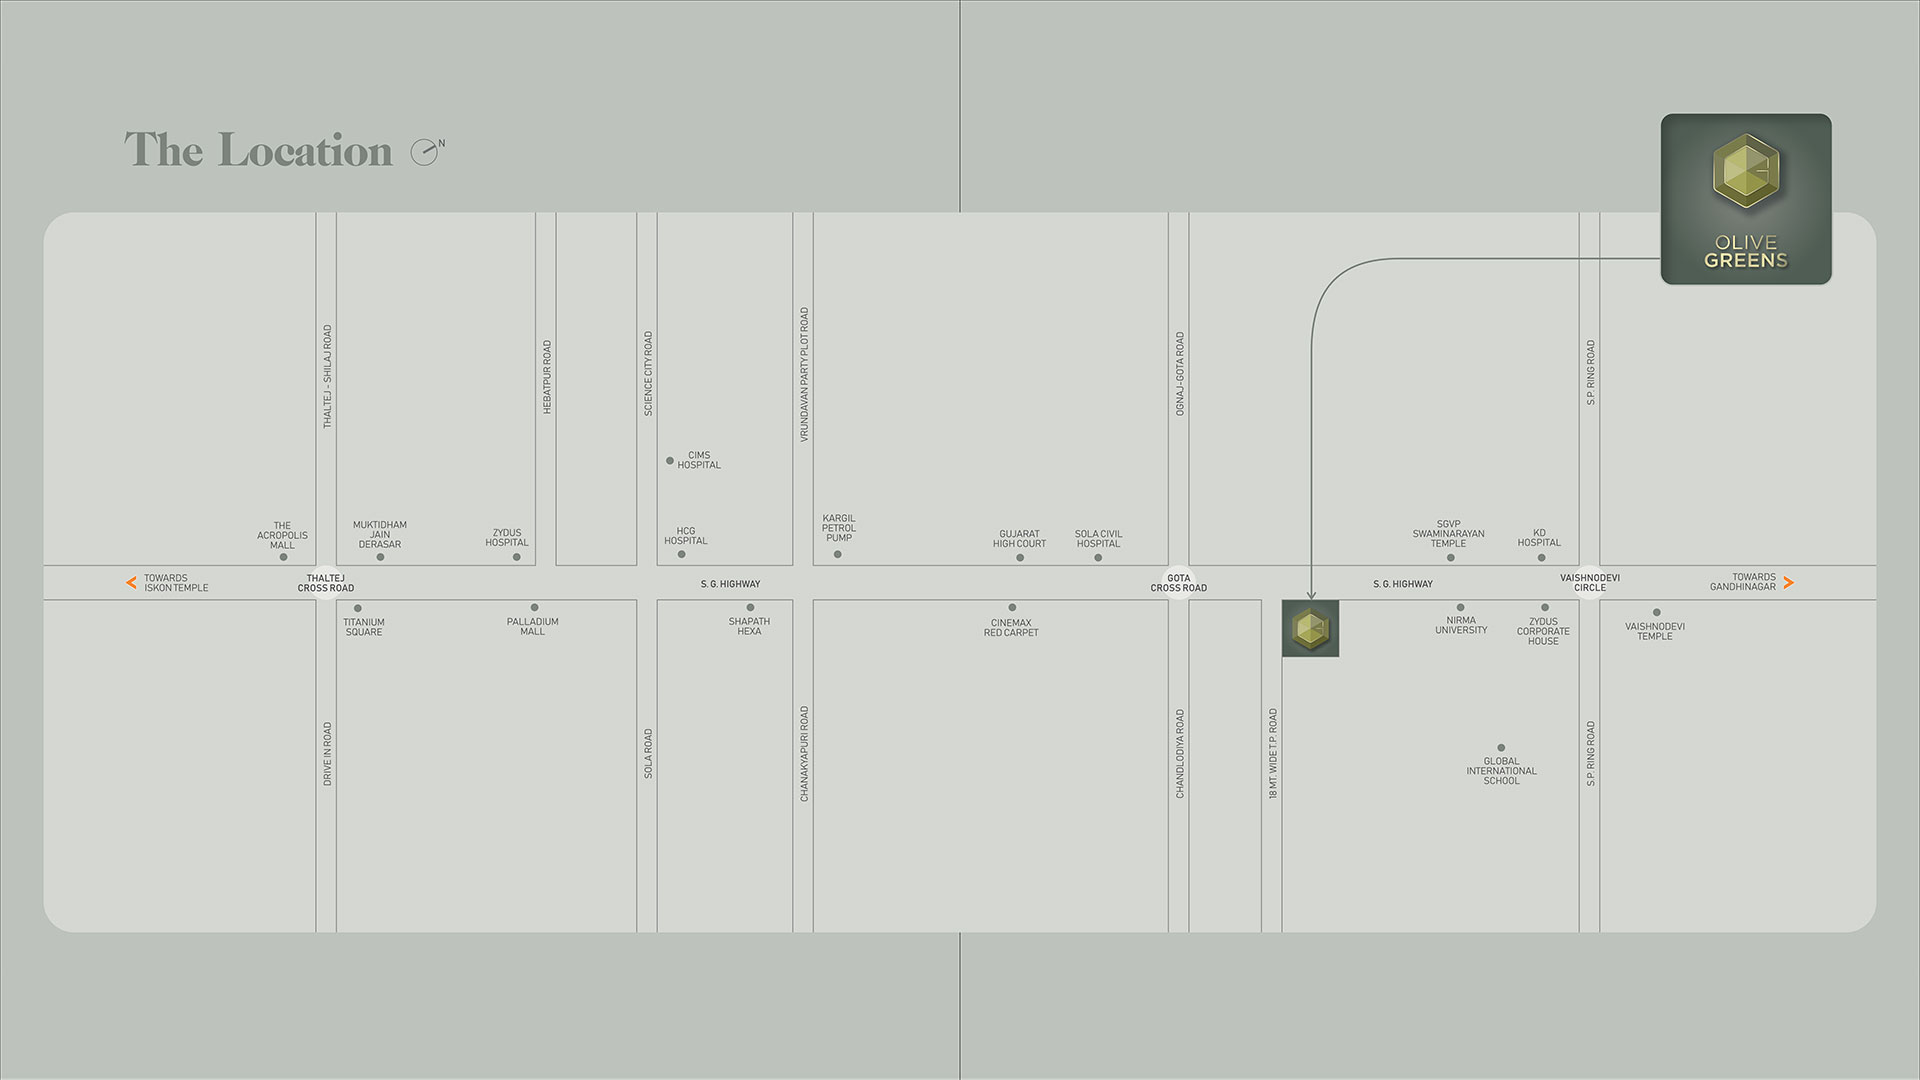 The Location
N
OLIVE
GREENS
THALTEJ - SHILAJ ROAD
HEBATPUR ROAD
SCIENCE CITY ROAD
VRUNDAVAN PARTY PLOT ROAD
OGNAJ-GOTA ROAD
S.P. RING ROAD
CIMS
HOSPITAL
THE
ACROPOLIS
MALL
MUKTIDHAM
JAIN
DERASAR
ZYDUS
HOSPITAL
HCG
HOSPITAL
KARGIL
PETROL
PUMP
GUJARAT
HIGH COURT
SOLA CIVIL
HOSPITAL
SGVP
SWAMINARAYAN
TEMPLE
KD
HOSPITAL
TOWARDS
ISKON TEMPLE
THALTEJ
CROSS ROAD
S. G. HIGHWAY
GOTA
CROSS ROAD
S. G. HIGHWAY
VAISHNODEVI
CIRCLE
TOWARDS
GANDHINAGAR
TITANIUM
SQUARE
PALLADIUM
MALL
SHAPATH
HEXA
CINEMAX
RED CARPET
NIRMA
UNIVERSITY
ZYDUS
CORPORATE
HOUSE
VAISHNODEVI
TEMPLE
DRIVE IN ROAD
SOLA ROAD
CHANAKYAPURI ROAD
CHANDLODIYA ROAD
18 MT. WIDE T.P. ROAD
GLOBAL
INTERNATIONAL
SCHOOL
S.P. RING ROAD